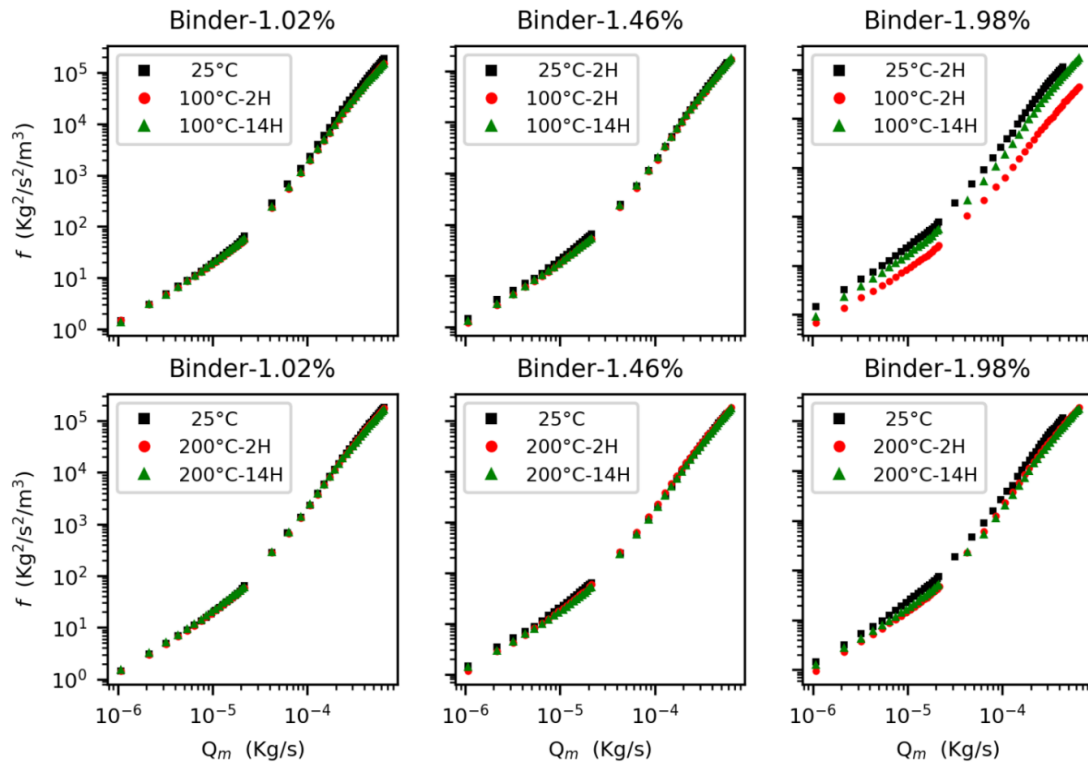 Binder-1.02%
Binder-1.46%
Binder-1.98%
25°C
100°C-2H
100°C-14H
25°C-2H
100°C-2H
100°C-14H
25°C-2H
100°C-2H
100°C-14H
10⁵
10⁴
10³
10²
10¹
10⁰
f (Kg²/s²/m³)
Binder-1.02%
Binder-1.46%
Binder-1.98%
25°C
200°C-2H
200°C-14H
25°C
200°C-2H
200°C-14H
25°C
200°C-2H
200°C-14H
10⁵
10⁴
10³
10²
10¹
10⁰
f (Kg²/s²/m³)
10⁻⁶ 10⁻⁵ 10⁻⁴
10⁻⁶ 10⁻⁵ 10⁻⁴
10⁻⁶ 10⁻⁵ 10⁻⁴
Qₘ (Kg/s)
Qₘ (Kg/s)
Qₘ (Kg/s)